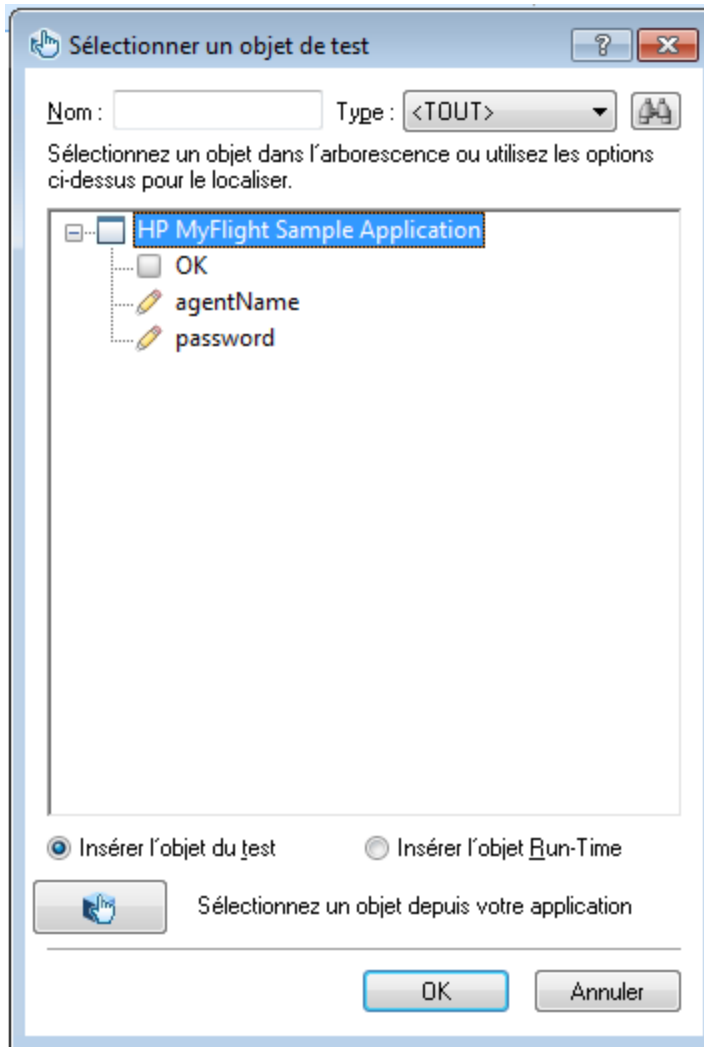 Sélectionner un objet de test
Nom :
Type : <TOUT>
Sélectionnez un objet dans l'arborescence ou utilisez les options
ci-dessus pour le localiser.
HP MyFlight Sample Application
OK
agentName
password
Insérer l'objet du test
Insérer l'objet Run-Time
Sélectionnez un objet depuis votre application
OK
Annuler